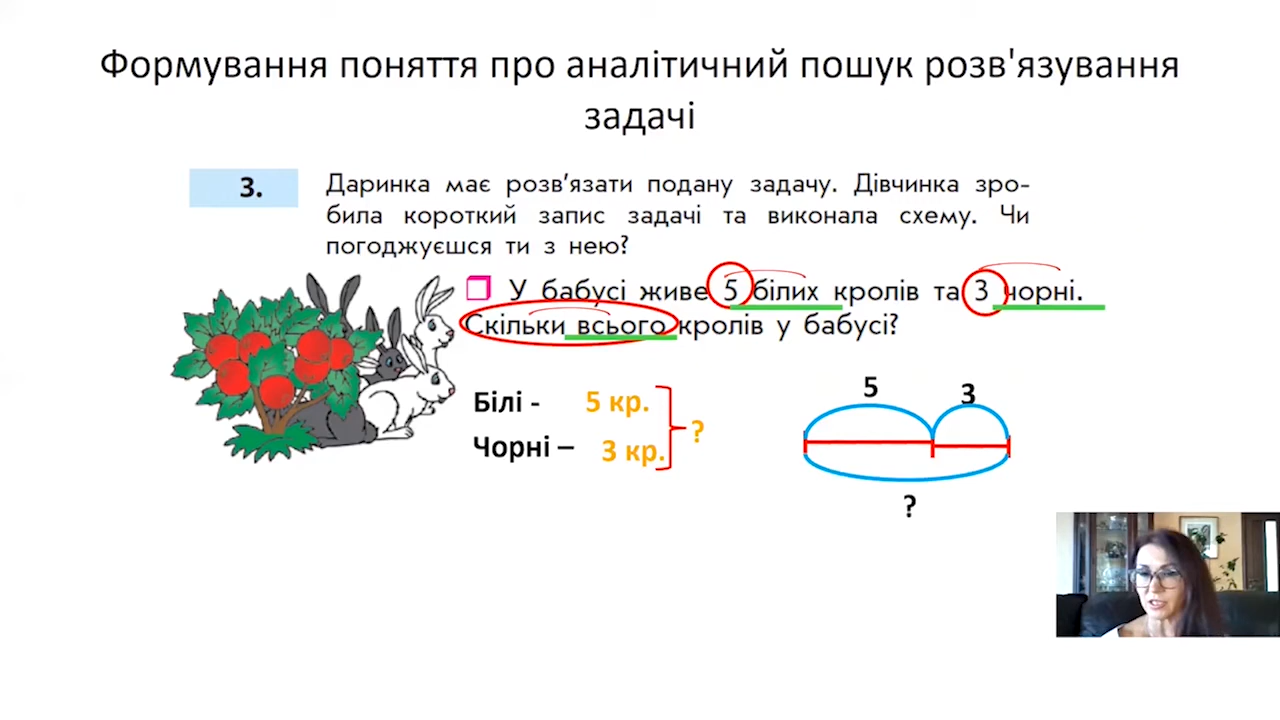 Формування поняття про аналітичний пошук розв'язування
задачі
3.
Даринка має розв'язати подану задачу. Дівчинка зро-
била короткий запис задачі та виконала схему. Чи
погоджуєшся ти з нею?
У бабусі живе 5 білих кролів та 3 чорні.
Скільки всього кролів у бабусі?
Білі - 5 кр.
Чорні – 3 кр.
?
5 3
?